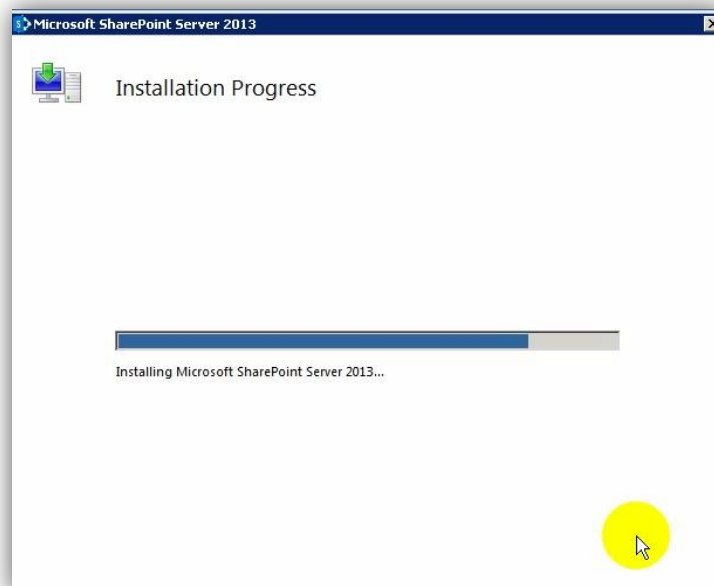 Microsoft SharePoint Server 2013
Installation Progress
Installing Microsoft SharePoint Server 2013...